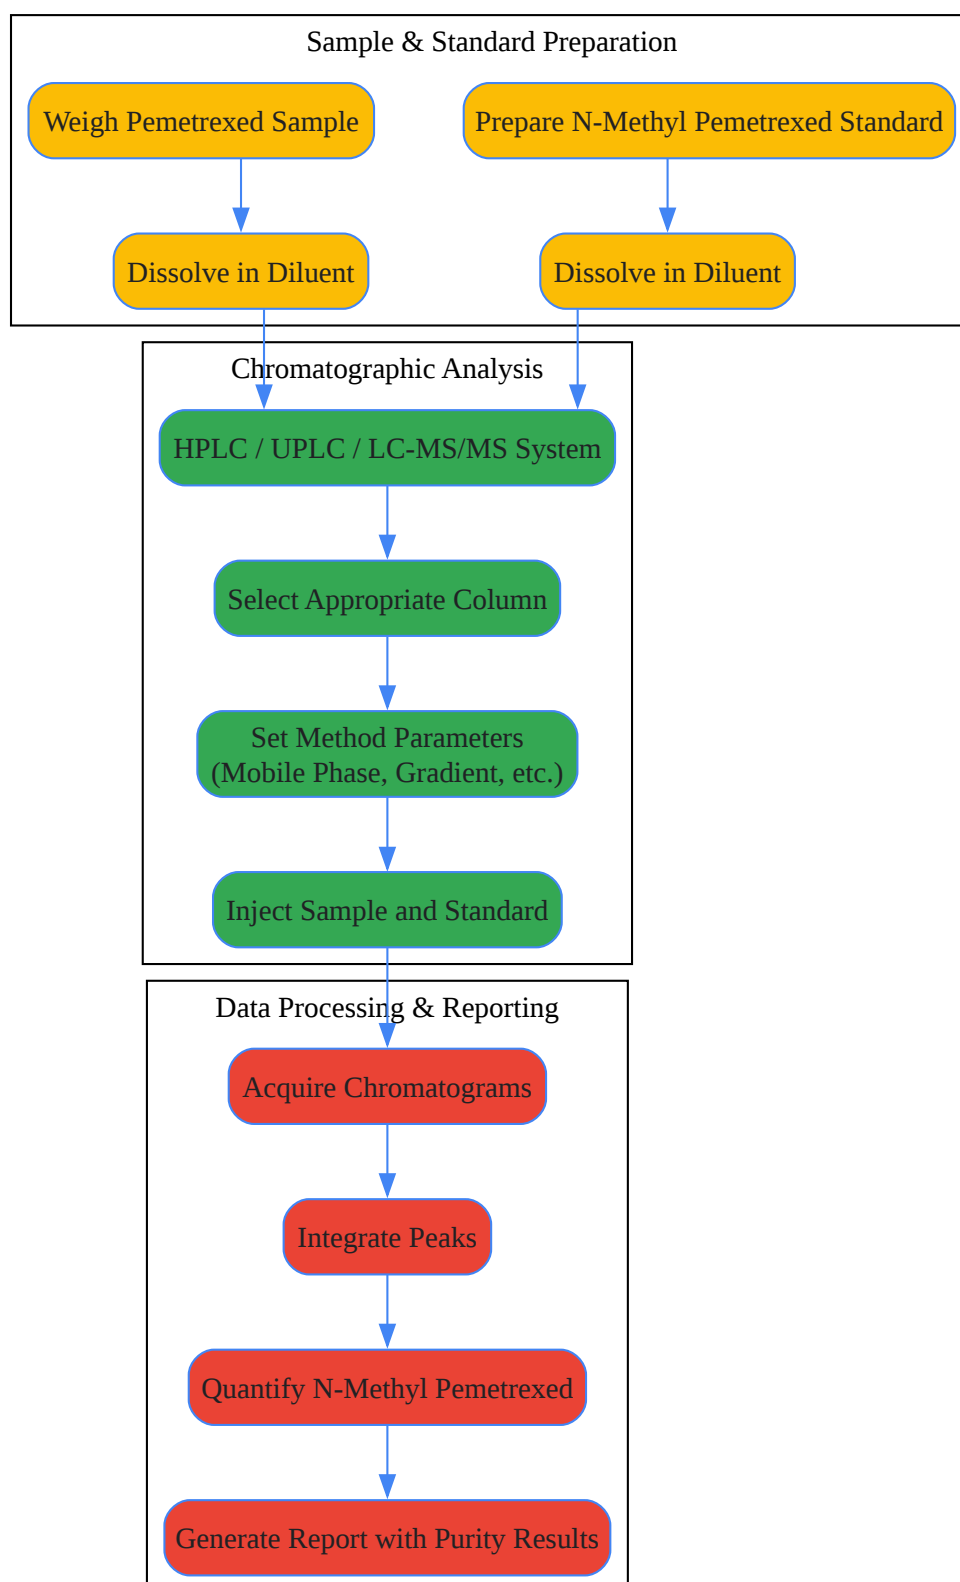 Sample & Standard Preparation
Weigh Pemetrexed Sample
Prepare N-Methyl Pemetrexed Standard
Dissolve in Diluent
Dissolve in Diluent
Chromatographic Analysis
HPLC / UPLC / LC-MS/MS System
Select Appropriate Column
Set Method Parameters
(Mobile Phase, Gradient, etc.)
Inject Sample and Standard
Data Processing & Reporting
Acquire Chromatograms
Integrate Peaks
Quantify N-Methyl Pemetrexed
Generate Report with Purity Results